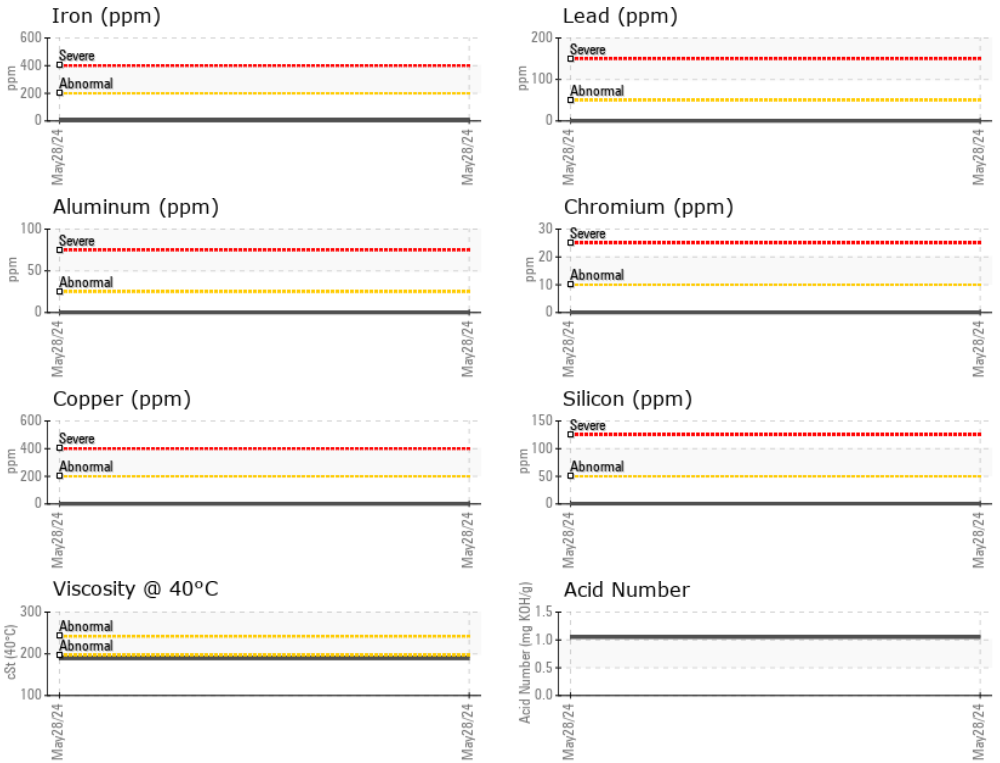 Iron (ppm)
600
400
200
0
ppm
Severe
Abnormal
May28/24
May28/24
Lead (ppm)
200
100
0
ppm
Severe
Abnormal
May28/24
May28/24
Aluminum (ppm)
100
50
0
ppm
Severe
Abnormal
May28/24
May28/24
Chromium (ppm)
30
20
10
0
ppm
Severe
Abnormal
May28/24
May28/24
Copper (ppm)
600
400
200
0
ppm
Severe
Abnormal
May28/24
May28/24
Silicon (ppm)
150
100
50
0
ppm
Severe
Abnormal
May28/24
May28/24
Viscosity @ 40°C
300
200
100
cSt (40°C)
Abnormal
Abnormal
May28/24
May28/24
Acid Number
1.5
1.0
0.5
0.0
Acid Number (mg KOH/g)
May28/24
May28/24